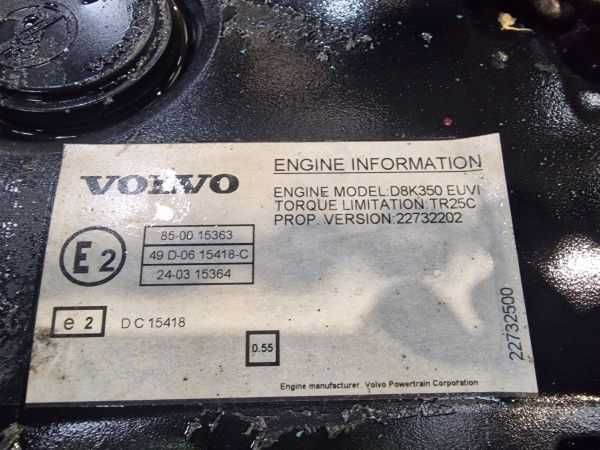 VOLVO
ENGINE INFORMATION
ENGINE MODEL:D8K350 EUVI
TORQUE LIMITATION:TR25C
PROP. VERSION:22732202
E2
85-00 15363
49 D-06 15418-C
24-03 15364
e 2
D C 15418
0.55
22732500
Engine manufacturer. Volvo Powertrain Corporation